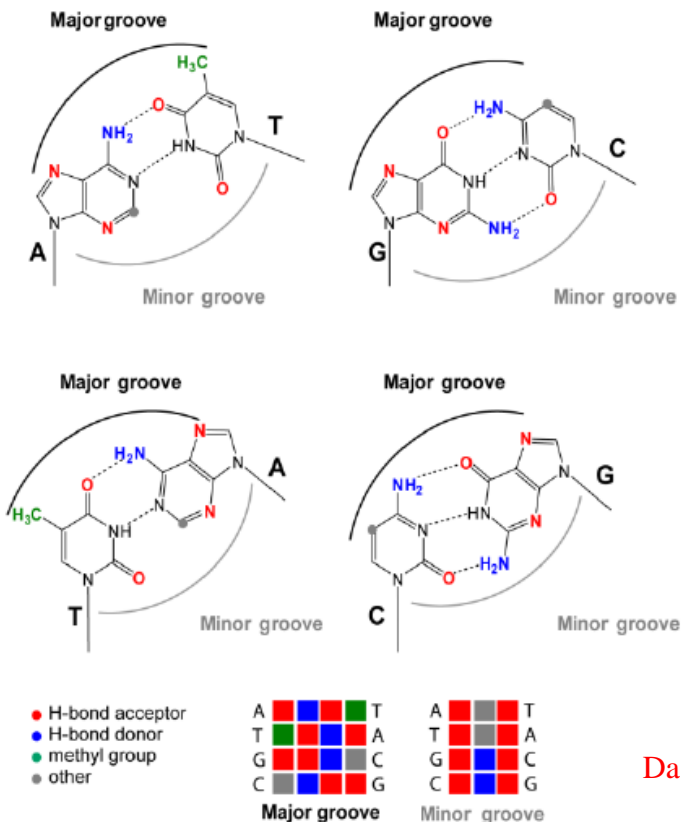 Major groove
Major groove
H₃C
O
NH₂
T
N
N
HN
N
N
O
N
A
Minor groove
H₂N
O
N
NH
N
N
C
O
N
N
NH₂
G
Minor groove
Major groove
Major groove
N
H₂N
N
A
O
N
N
H₃C
NH
O
N
T
Minor groove
N
O
NH₂
N
G
N
HN
N
N
O
H₂N
C
Minor groove
H-bond acceptor
H-bond donor
methyl group
other
A T
T A
G C
C G
Major groove
A T
T A
G C
C G
Minor groove
Da